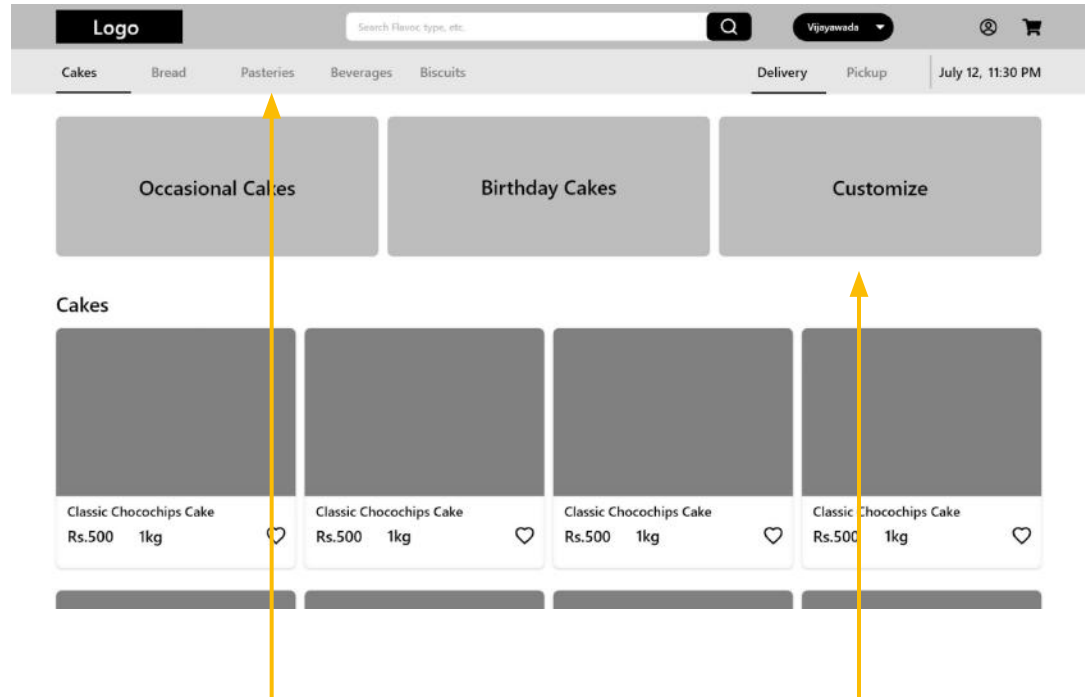 Logo
Search Flavor, type, etc.
Vijayawada
Cakes Bread Pasteries Beverages Biscuits Delivery Pickup July 12, 11:30 PM
Occasional Cakes Birthday Cakes Customize
Cakes
Classic Chocochips Cake Classic Chocochips Cake Classic Chocochips Cake Classic Chocochips Cake
Rs.500 1kg Rs.500 1kg Rs.500 1kg Rs.500 1kg